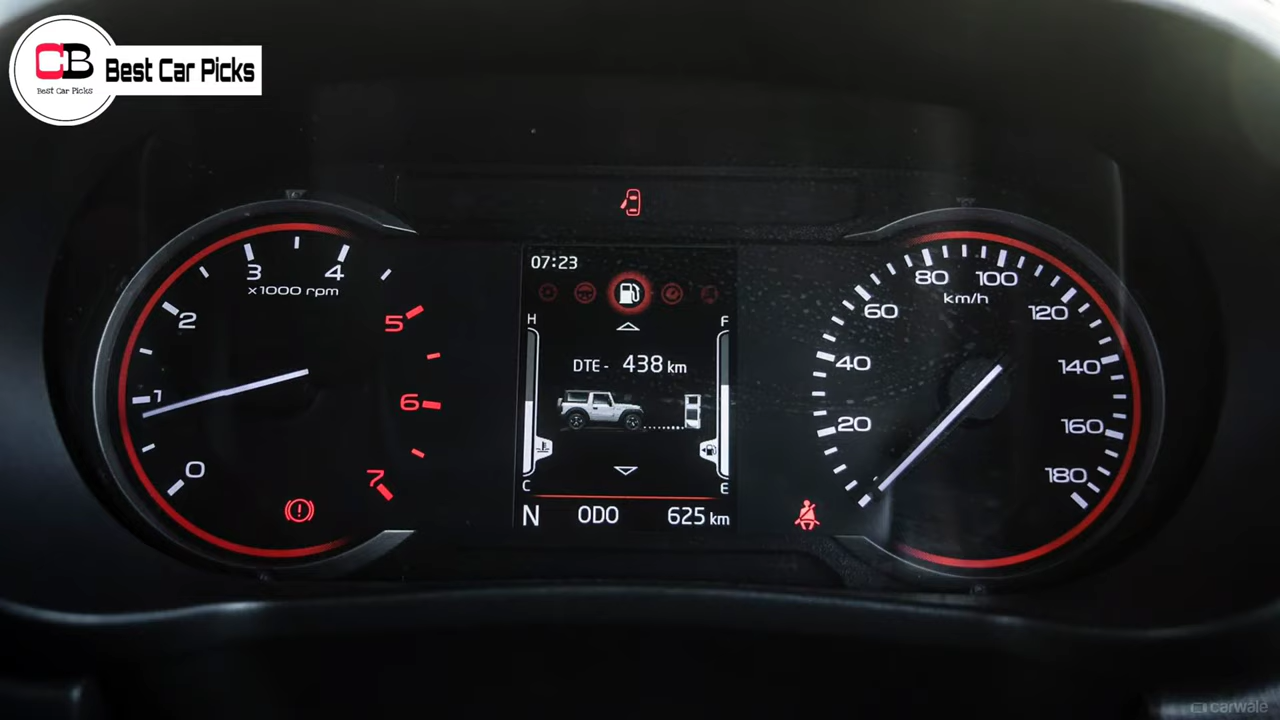 CB
Best Car Picks
Best Car Picks
07:23
H
F
DTE - 438 km
C
E
N ODO 625 km
0
1
2
3
4
5
6
7
x1000 rpm
20
40
60
80
100
120
140
160
180
km/h
carwale